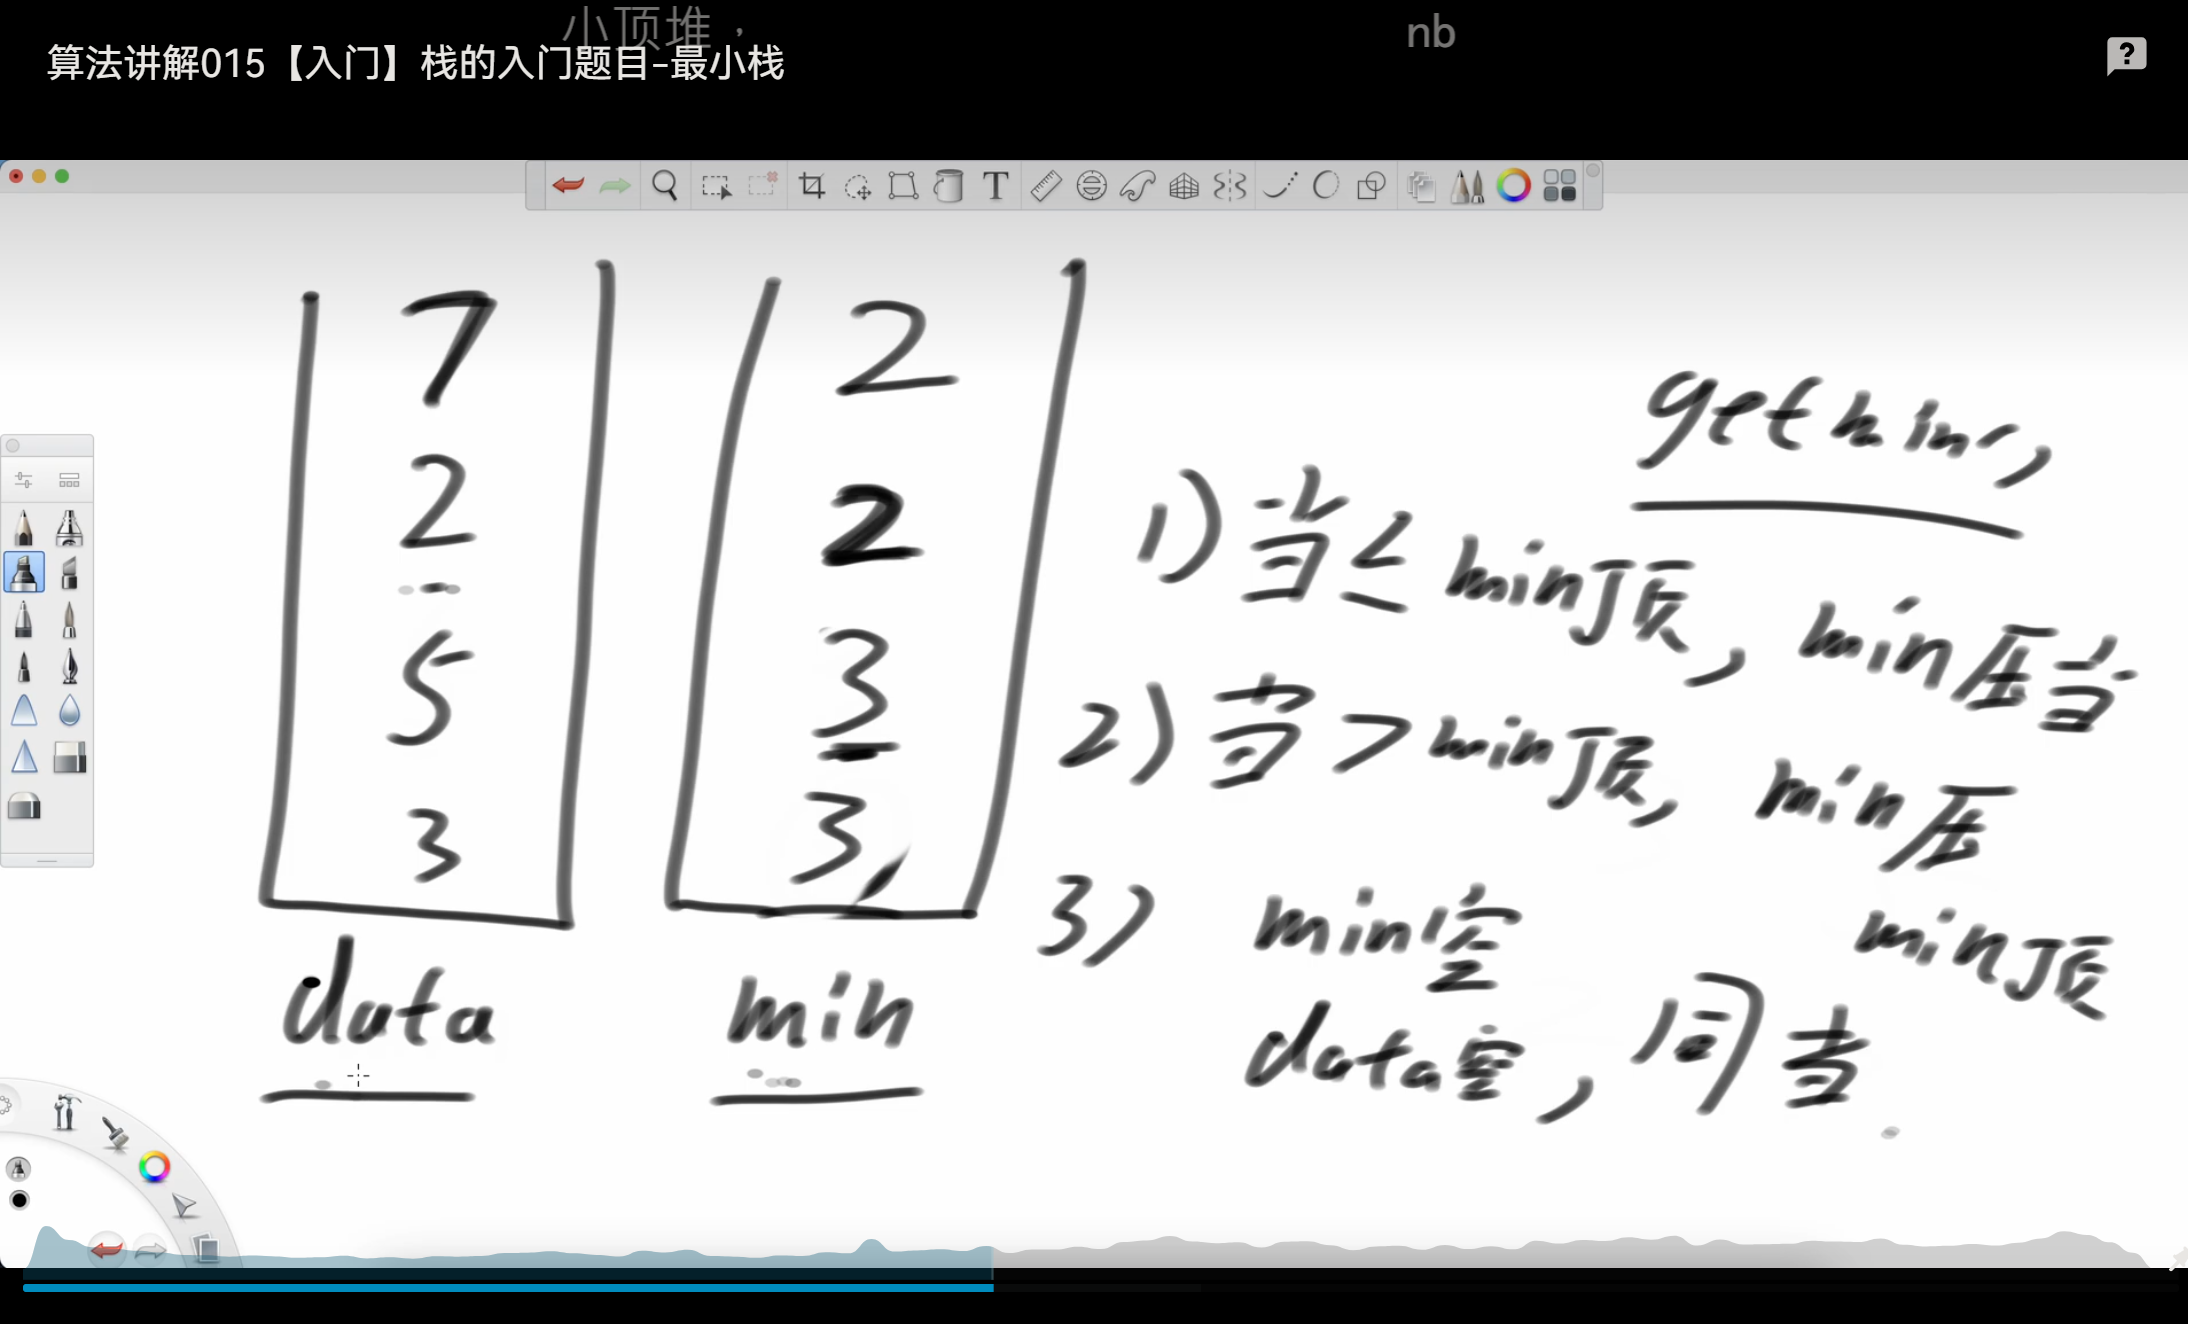 小顶堆，
nb
算法讲解015【入门】栈的入门题目-最小栈
?
T
7
2
5
3
data
2
2
3
3
min
getMin
1) 当≤min顶，min压当
2) 当>min顶，min压
min顶
3) min空
data空，同当